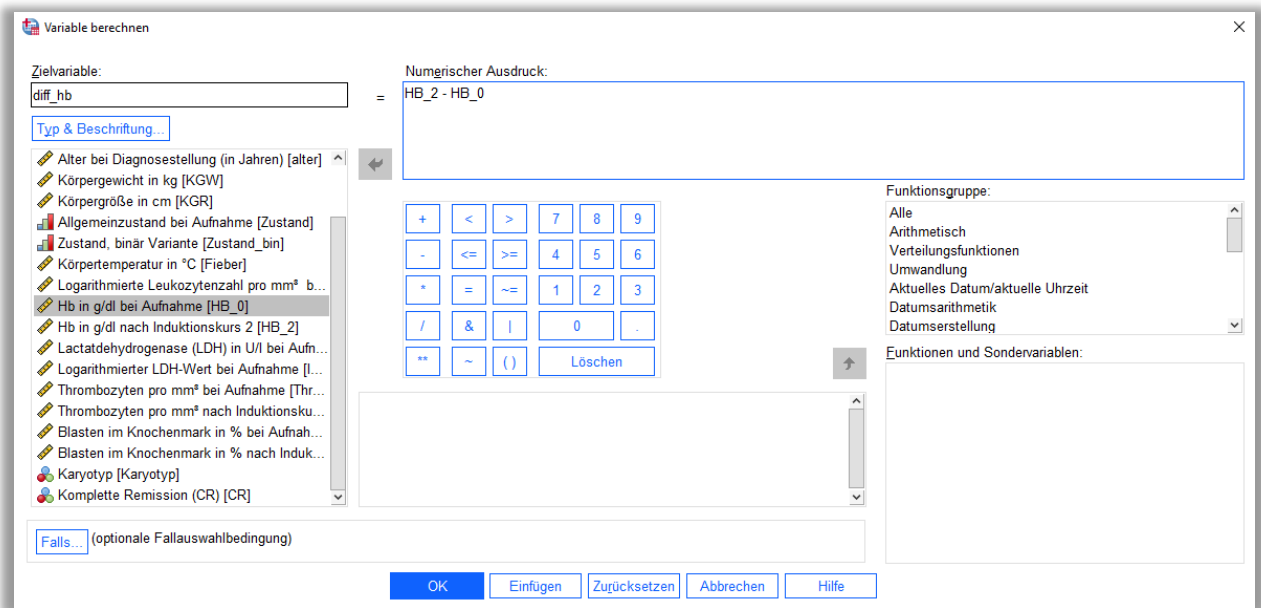 Variable berechnen
Zielvariable:
diff_hb
=
Numerischer Ausdruck:
HB_2 - HB_0
Typ & Beschriftung...
Alter bei Diagnosestellung (in Jahren) [alter]
Körpergewicht in kg [KGW]
Körpergröße in cm [KGR]
Allgemeinzustand bei Aufnahme [Zustand]
Zustand, binär Variante [Zustand_bin]
Körpertemperatur in °C [Fieber]
Logarithmierte Leukozytenzahl pro mm³ b...
Hb in g/dl bei Aufnahme [HB_0]
Hb in g/dl nach Induktionskurs 2 [HB_2]
Lactatdehydrogenase (LDH) in U/l bei Aufn...
Logarithmierter LDH-Wert bei Aufnahme [l...
Thrombozyten pro mm³ bei Aufnahme [Thr...
Thrombozyten pro mm³ nach Induktionsku...
Blasten im Knochenmark in % bei Aufnah...
Blasten im Knochenmark in % nach Induk...
Karyotyp [Karyotyp]
Komplette Remission (CR) [CR]
+ < > 7 8 9
- <= >= 4 5 6
* = ~= 1 2 3
/ & | 0 .
** ~ ( ) Löschen
Funktionsgruppe:
Alle
Arithmetisch
Verteilungsfunktionen
Umwandlung
Aktuelles Datum/aktuelle Uhrzeit
Datumsarithmetik
Datumserstellung
Funktionen und Sondervariablen:
Falls... (optionale Fallauswahlbedingung)
OK Einfügen Zurücksetzen Abbrechen Hilfe